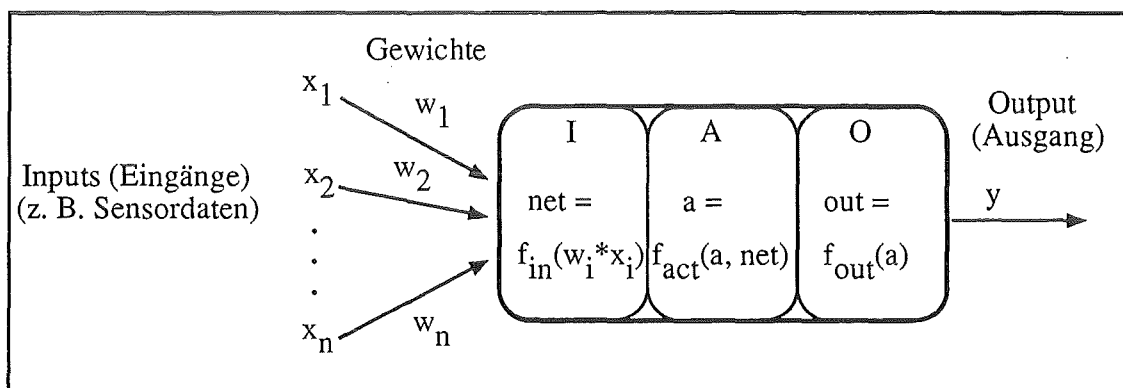 Gewichte
x1
w1
Inputs (Eingänge)
(z. B. Sensordaten)
x2
w2
.
.
.
xn
wn
I
net =
fin(wi*xi)
A
a =
fact(a, net)
O
out =
fout(a)
Output
(Ausgang)
y